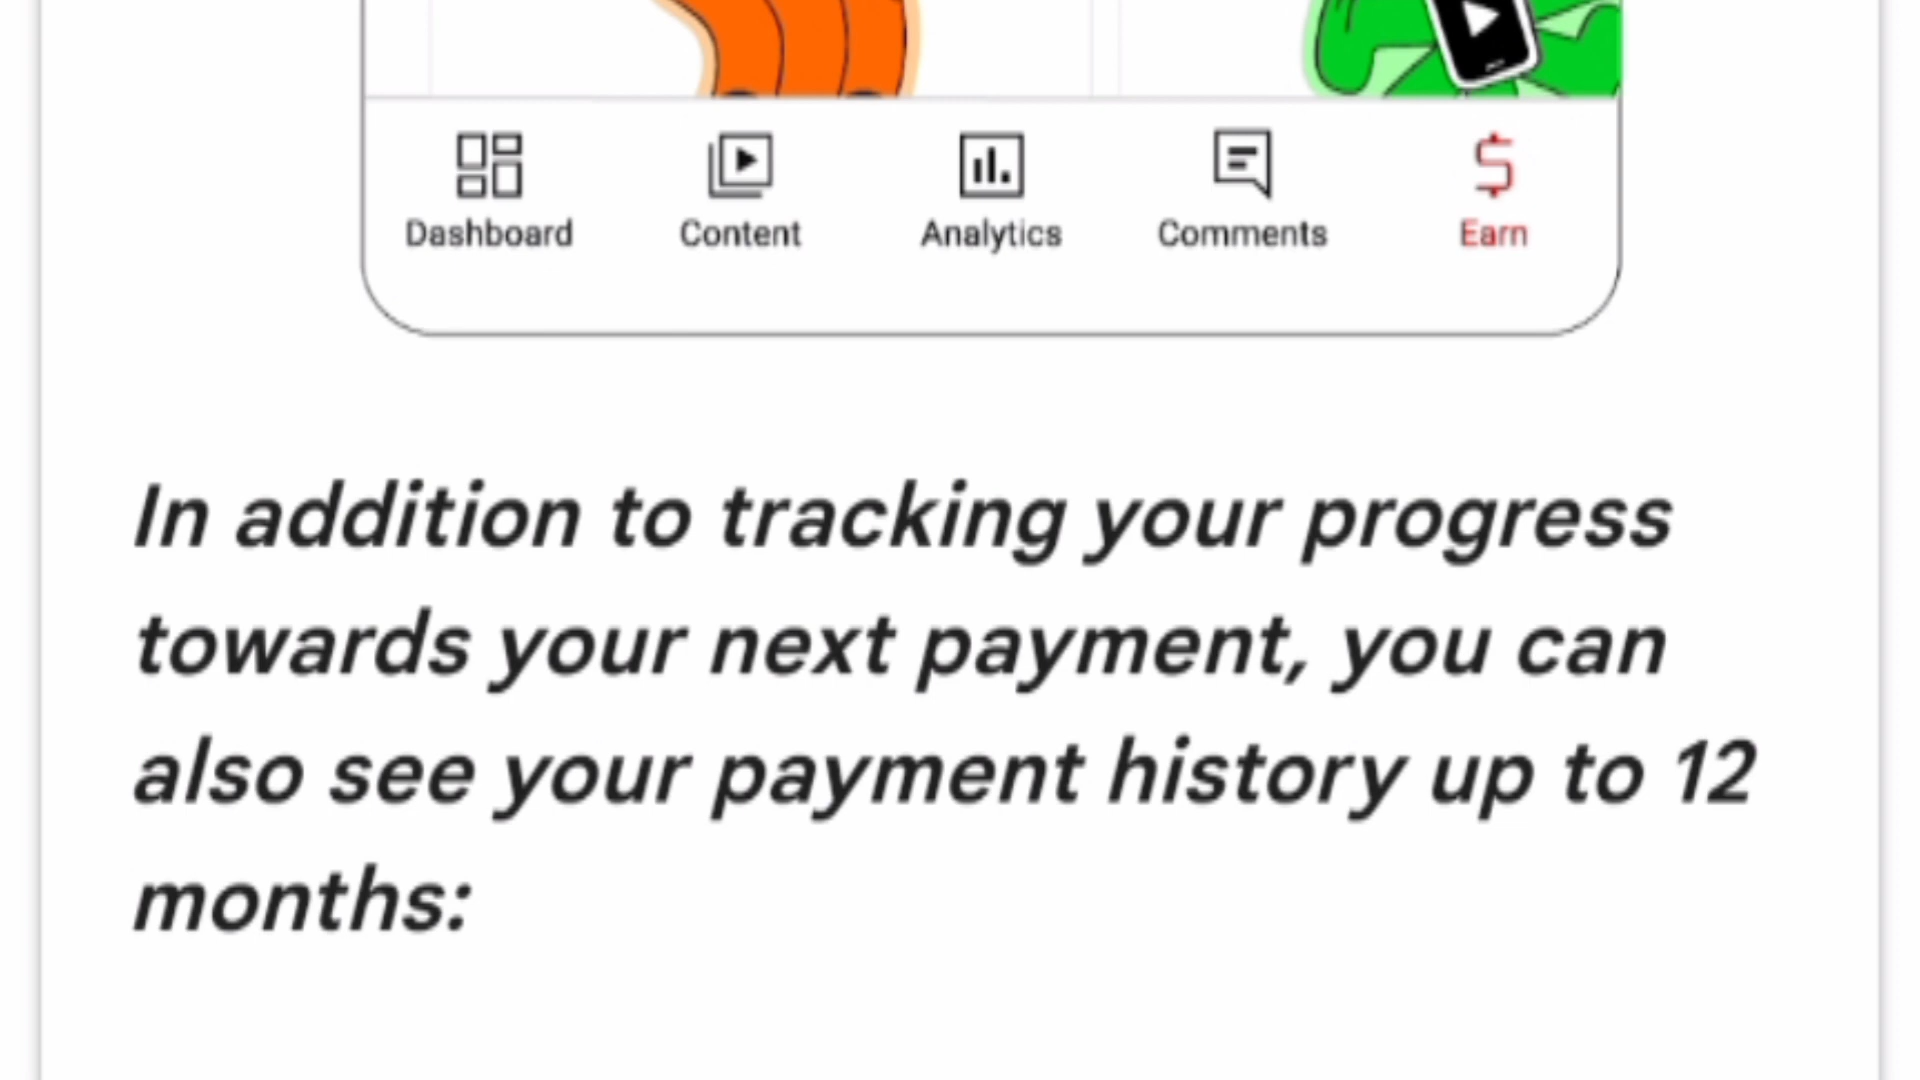 Dashboard Content Analytics Comments Earn
In addition to tracking your progress
towards your next payment, you can
also see your payment history up to 12
months: